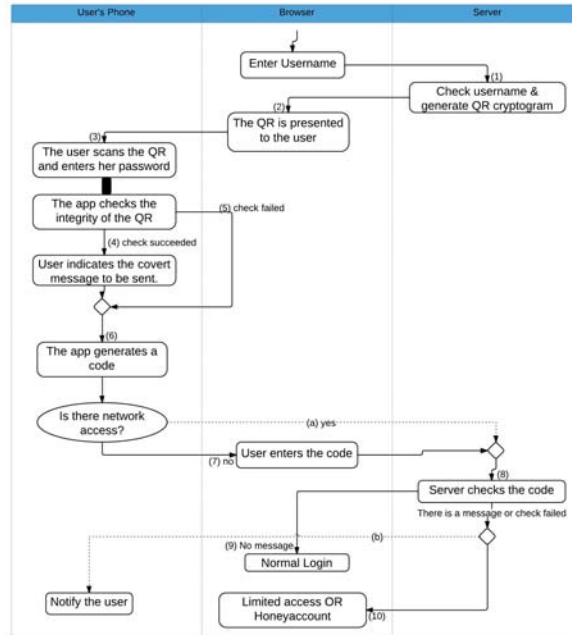 User's Phone
Browser
Server
Enter Username
(1)
Check username &
generate QR cryptogram
(2)
The QR is presented
to the user
(3)
The user scans the QR
and enters her password
The app checks the
integrity of the QR
(5) check failed
(4) check succeeded
User indicates the covert
message to be sent.
(6)
The app generates a
code
Is there network
access?
(a) yes
(7) no
User enters the code
(8)
Server checks the code
There is a message or check failed
(b)
(9) No message
Normal Login
Notify the user
Limited access OR
Honeyaccount
(10)